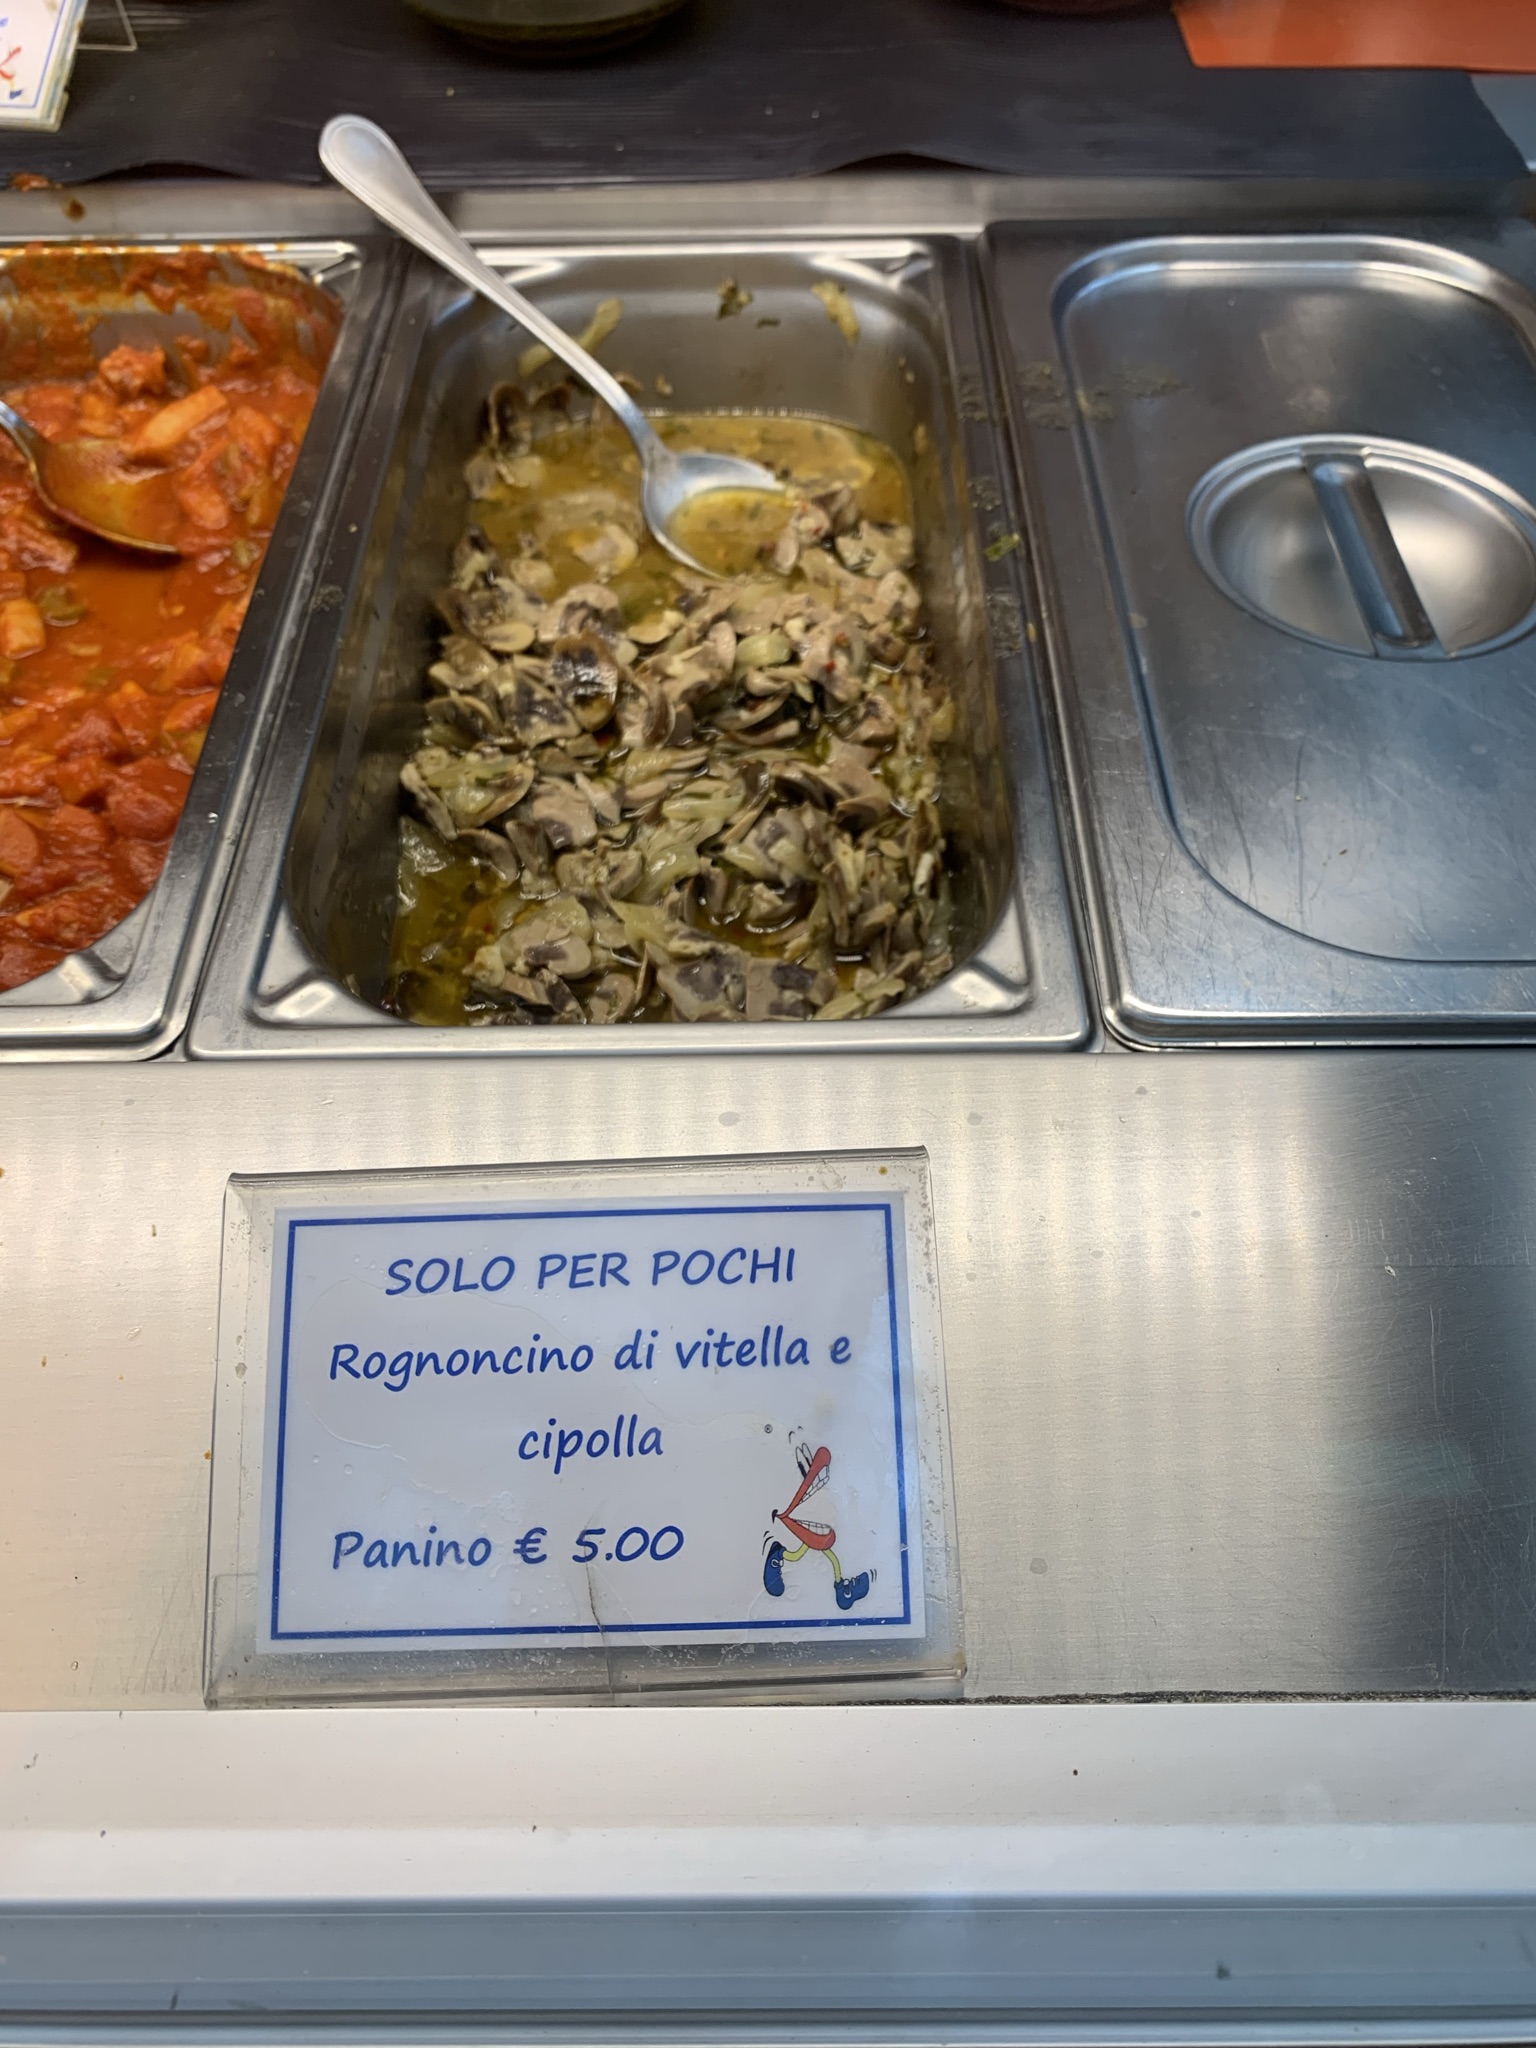 SOLO PER POCHI
Rognoncino di vitella e
cipolla
®
Panino € 5.00